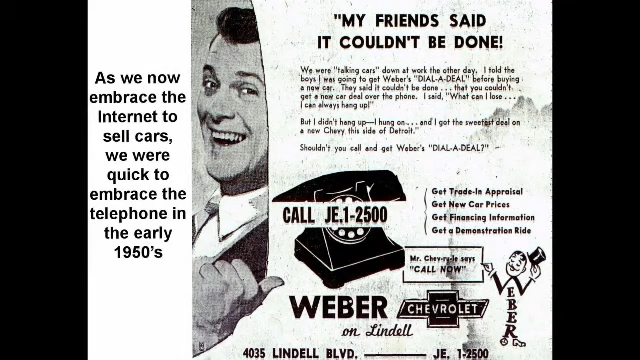 As we now
embrace the
Internet to
sell cars,
we were
quick to
embrace the
telephone in
the early
1950's
"MY FRIENDS SAID
IT COULDN'T BE DONE!
We were "talking cars" down at work the other day. I told the
boys I was going to get Weber's "DIAL-A-DEAL" before buying
a new car. They said it couldn't be done ... that you couldn't
get a new car deal over the phone. I said, "What can I lose ...
I can always hang up!"
But I didn't hang up—I hung on ... and I got the sweetest deal on
a new Chevy this side of Detroit."
Shouldn't you call and get Weber's "DIAL-A-DEAL?"
CALL JE.1-2500
Get Trade-In Appraisal
Get New Car Prices
Get Financing Information
Get a Demonstration Ride
Mr. Chev-ro-le says
"CALL NOW"
WEBER
CHEVROLET
on Lindell
WEBER
4035 LINDELL BLVD. JE. 1-2500